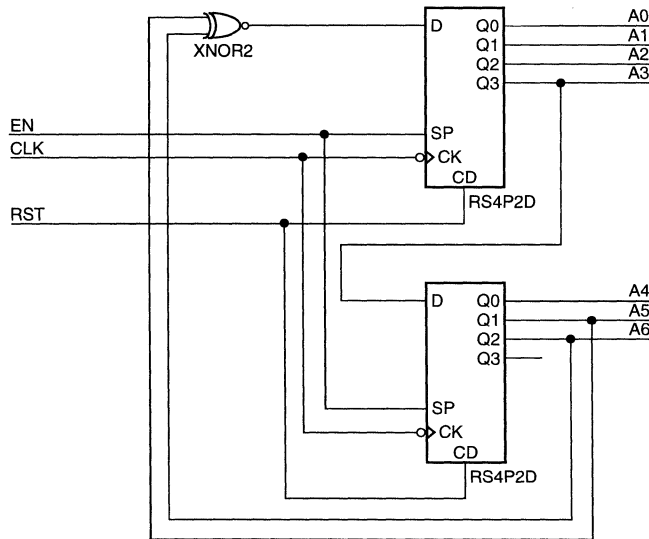 A0
D
Q0
A1
Q1
A2
XNOR2
Q2
A3
Q3
EN
SP
CLK
CK
CD
RS4P2D
RST
A4
D
Q0
A5
Q1
A6
Q2
Q3
SP
CK
CD
RS4P2D